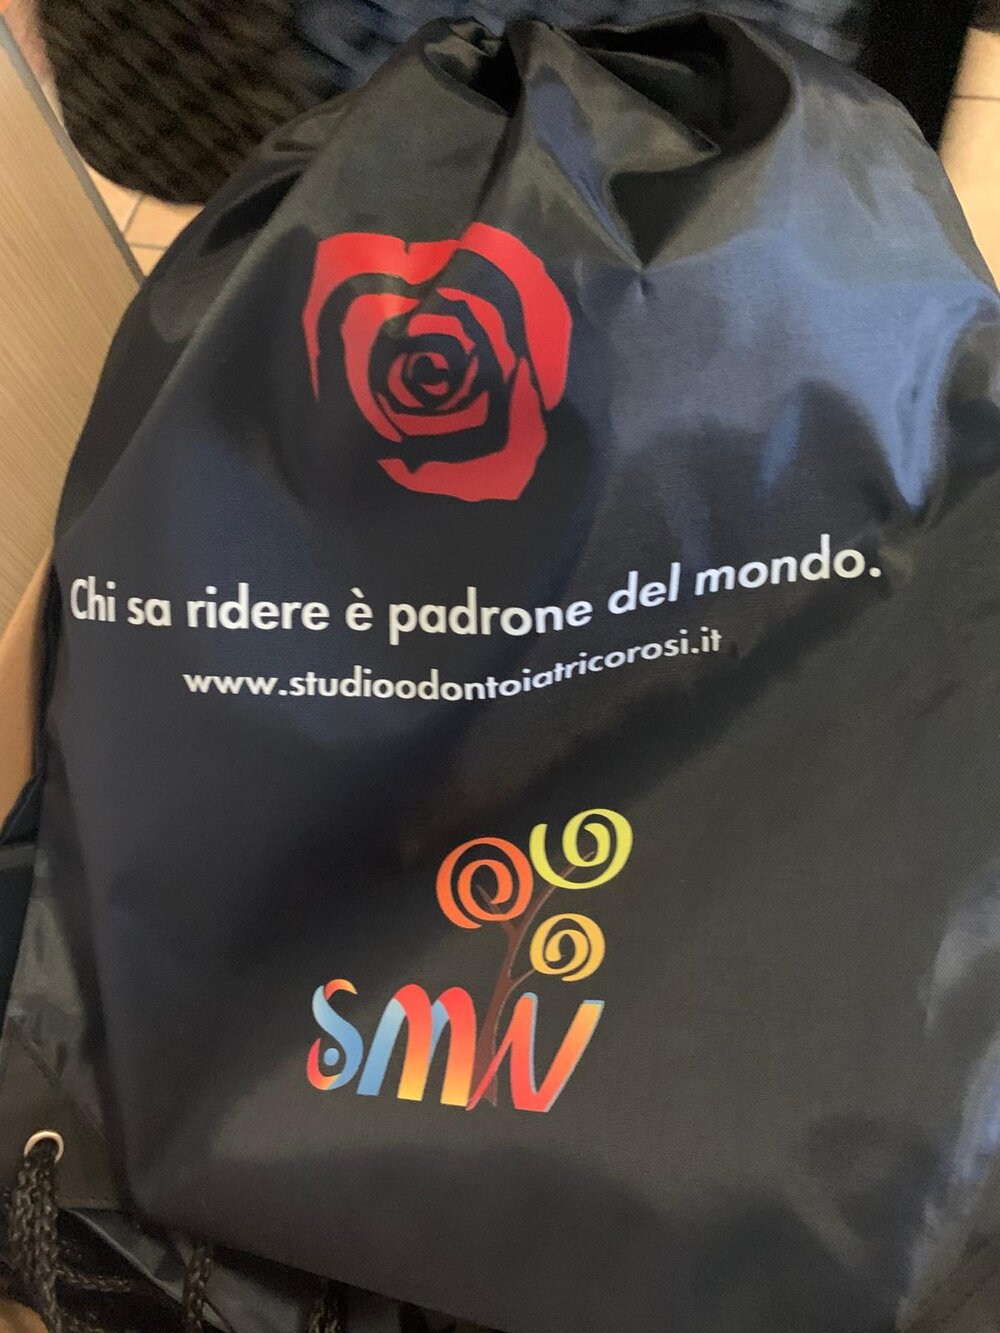 Chi sa ridere è padrone del mondo.
www.studioodontoiatricorosi.it
SMN